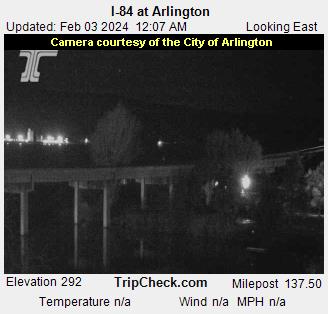 I-84 at Arlington
Updated: Feb 03 2024 12:07 AM Looking East
Camera courtesy of the City of Arlington
Elevation 292 TripCheck.com Milepost 137.50
Temperature n/a Wind n/a MPH n/a